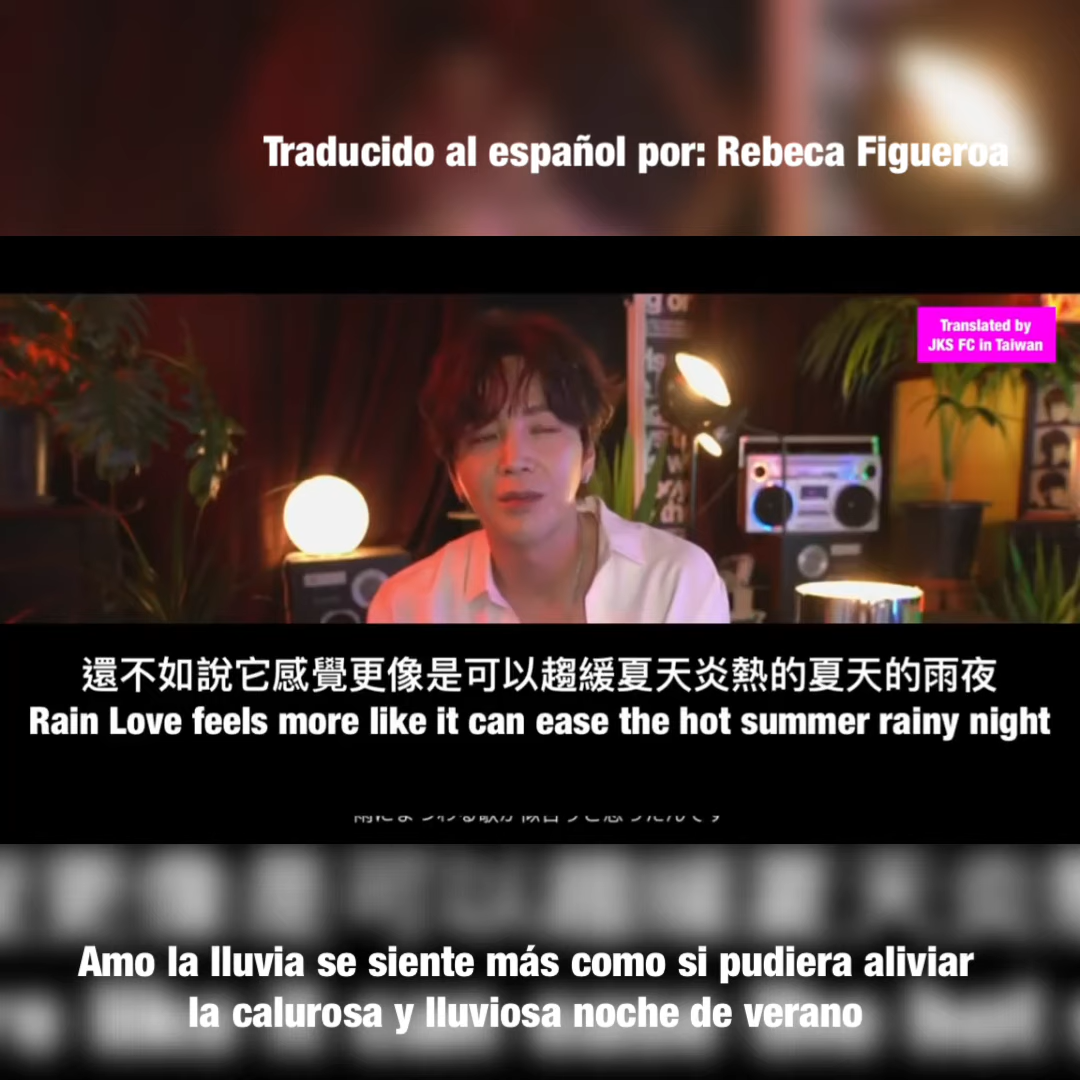 Traducido al español por: Rebeca Figueroa
Translated by
JKS FC in Taiwan
還不如說它感覺更像是可以趨緩夏天炎熱的夏天的雨夜
Rain Love feels more like it can ease the hot summer rainy night
Amo la lluvia se siente más como si pudiera aliviar
la calurosa y lluviosa noche de verano